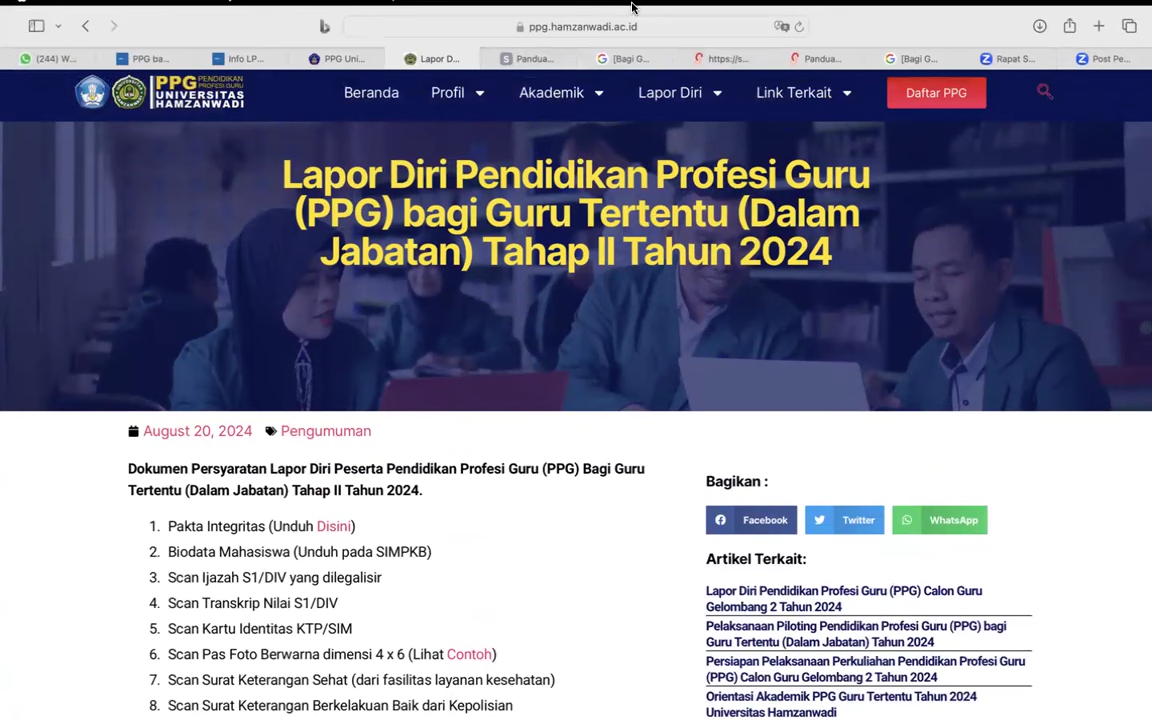 ppg.hamzanwadi.ac.id
(244) W...
PPG ba...
Info LP...
PPG Uni...
Lapor D...
Pandua...
[Bagi G...
https://s...
Pandua...
[Bagi G...
Rapat S...
Post Pe...
PPG PENDIDIKAN PROFESI GURU
UNIVERSITAS
HAMZANWADI
Beranda
Profil
Akademik
Lapor Diri
Link Terkait
Daftar PPG
Lapor Diri Pendidikan Profesi Guru
(PPG) bagi Guru Tertentu (Dalam
Jabatan) Tahap II Tahun 2024
August 20, 2024
Pengumuman
Dokumen Persyaratan Lapor Diri Peserta Pendidikan Profesi Guru (PPG) Bagi Guru
Tertentu (Dalam Jabatan) Tahap II Tahun 2024.
1. Pakta Integritas (Unduh Disini)
2. Biodata Mahasiswa (Unduh pada SIMPKB)
3. Scan Ijazah S1/DIV yang dilegalisir
4. Scan Transkrip Nilai S1/DIV
5. Scan Kartu Identitas KTP/SIM
6. Scan Pas Foto Berwarna dimensi 4 x 6 (Lihat Contoh)
7. Scan Surat Keterangan Sehat (dari fasilitas layanan kesehatan)
8. Scan Surat Keterangan Berkelakuan Baik dari Kepolisian
Bagikan :
Facebook
Twitter
WhatsApp
Artikel Terkait:
Lapor Diri Pendidikan Profesi Guru (PPG) Calon Guru
Gelombang 2 Tahun 2024
Pelaksanaan Piloting Pendidikan Profesi Guru (PPG) bagi
Guru Tertentu (Dalam Jabatan) Tahun 2024
Persiapan Pelaksanaan Perkuliahan Pendidikan Profesi Guru
(PPG) Calon Guru Gelombang 2 Tahun 2024
Orientasi Akademik PPG Guru Tertentu Tahun 2024
Universitas Hamzanwadi